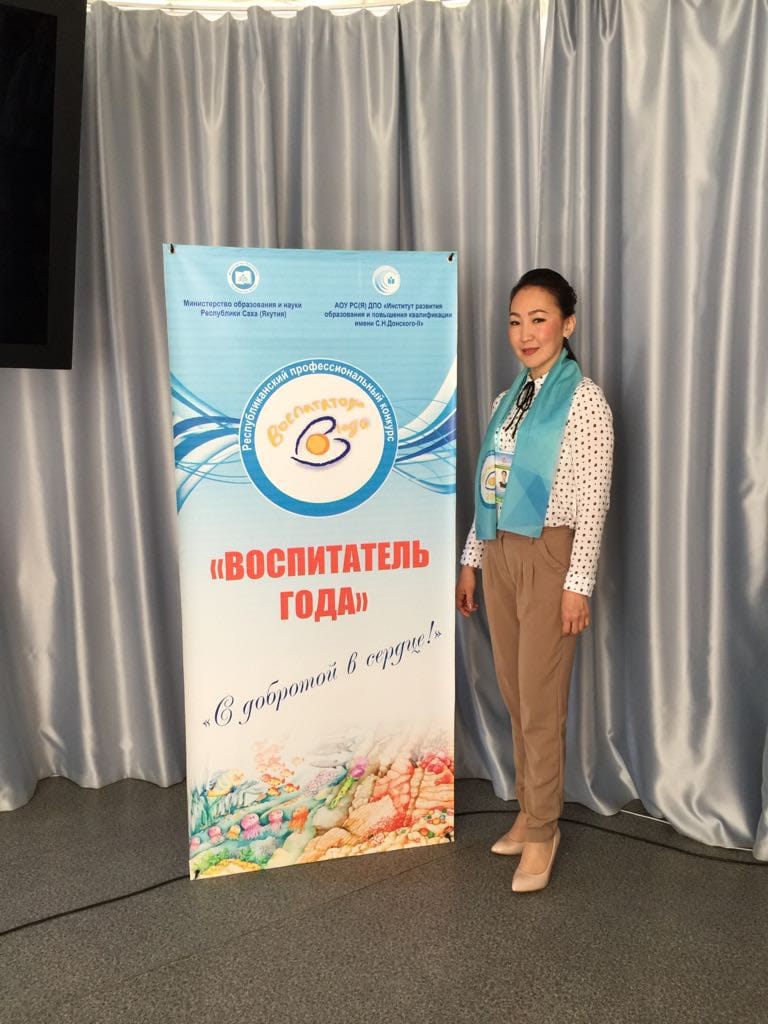 Министерство образования и науки
Республики Саха (Якутия)
АОУ РС(Я) ДПО «Институт развития
образования и повышения квалификации
имени С.Н.Донского-II»
Республиканский профессиональный конкурс
Воспитатель
года
«ВОСПИТАТЕЛЬ
ГОДА»
«С добротой в сердце!»